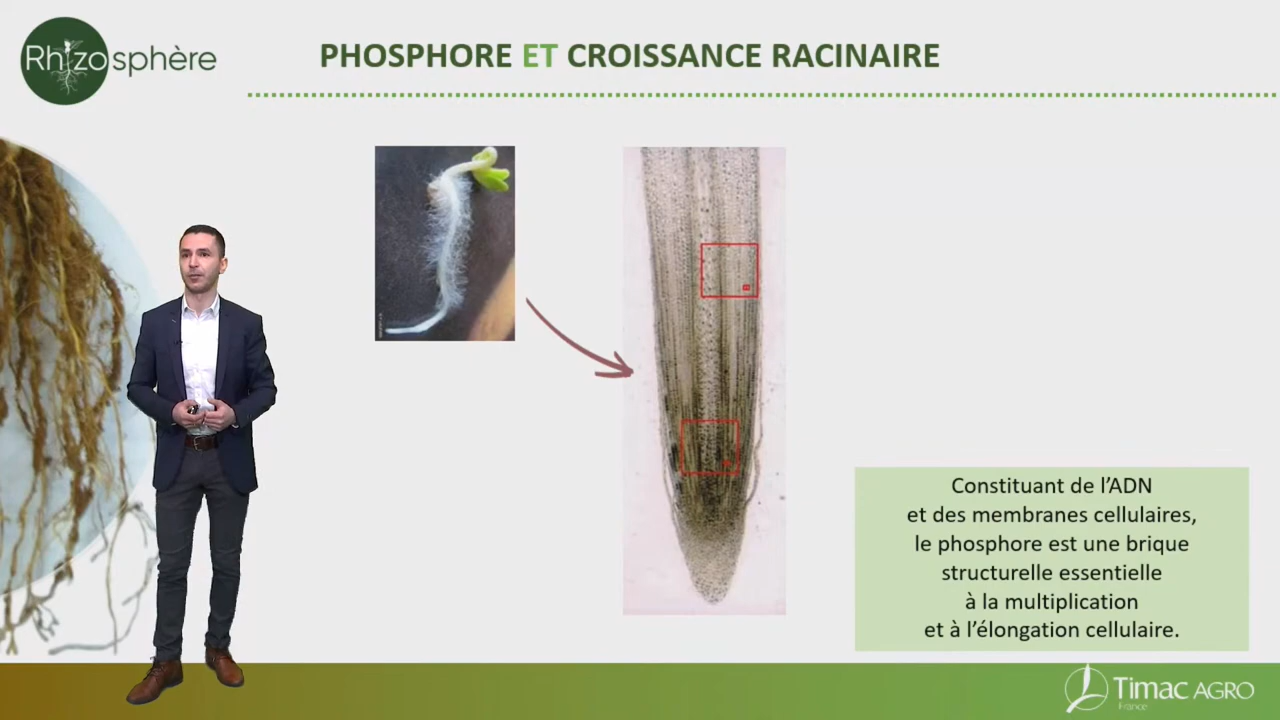 Rhizosphère
PHOSPHORE ET CROISSANCE RACINAIRE
Constituant de l'ADN
et des membranes cellulaires,
le phosphore est une brique
structurelle essentielle
à la multiplication
et à l'élongation cellulaire.
Timac AGRO
France